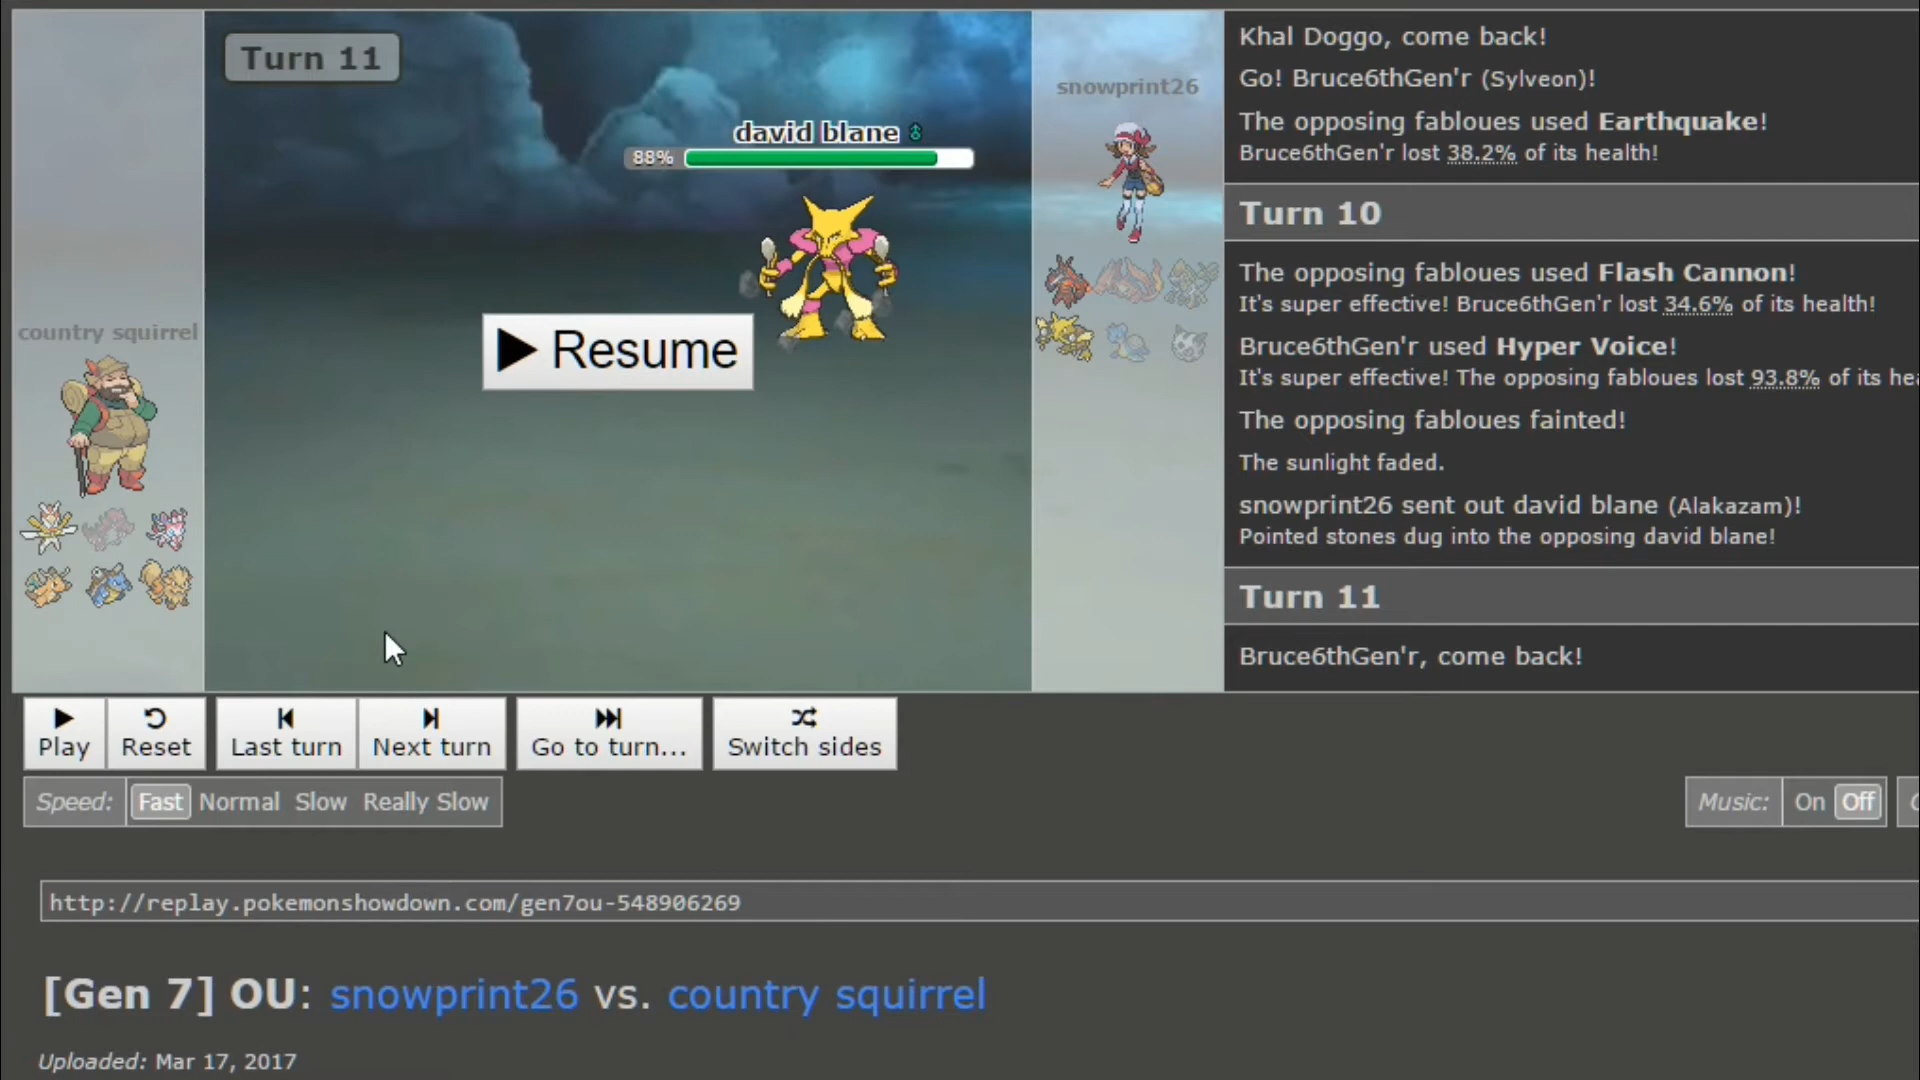 Turn 11
david blane
88%
Resume
country squirrel
snowprint26
Khal Doggo, come back!
Go! Bruce6thGen'r (Sylveon)!
The opposing fabloues used Earthquake!
Bruce6thGen'r lost 38.2% of its health!
Turn 10
The opposing fabloues used Flash Cannon!
It's super effective! Bruce6thGen'r lost 34.6% of its health!
Bruce6thGen'r used Hyper Voice!
It's super effective! The opposing fabloues lost 93.8% of its hea
The opposing fabloues fainted!
The sunlight faded.
snowprint26 sent out david blane (Alakazam)!
Pointed stones dug into the opposing david blane!
Turn 11
Bruce6thGen'r, come back!
Play Reset Last turn Next turn Go to turn... Switch sides
Speed: Fast Normal Slow Really Slow
Music: On Off
http://replay.pokemonshowdown.com/gen7ou-548906269
[Gen 7] OU: snowprint26 vs. country squirrel
Uploaded: Mar 17, 2017